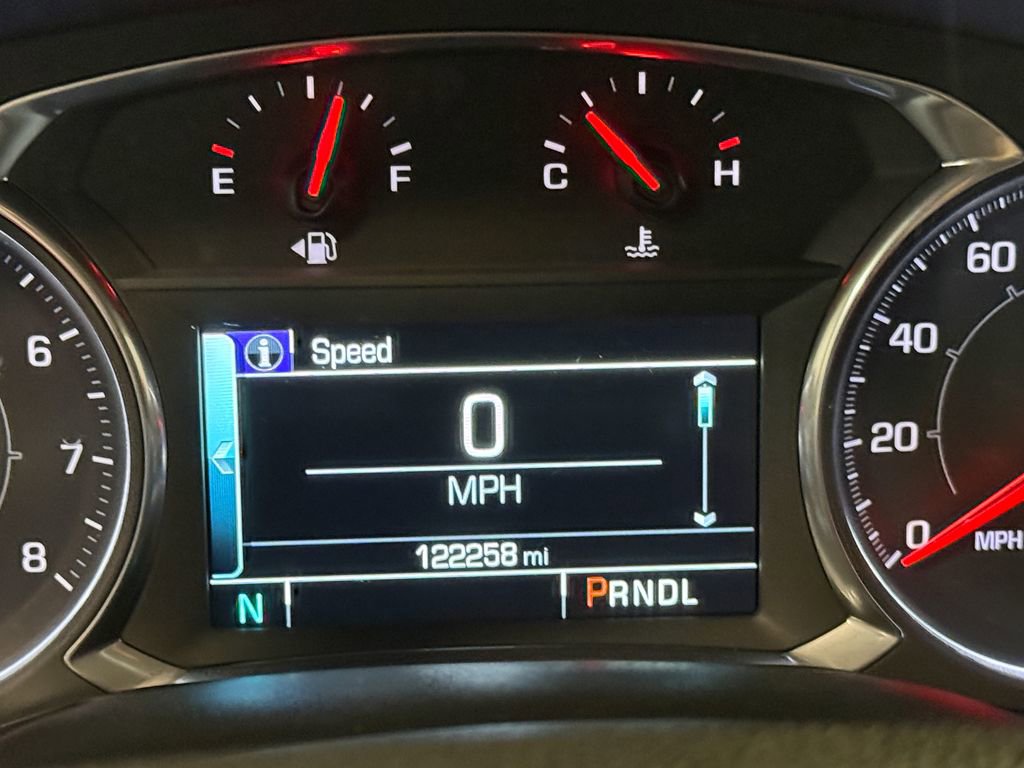 E F
C H
6
7
8
Speed
0
MPH
122258 mi
N
PRNDL
60
40
20
0
MPH